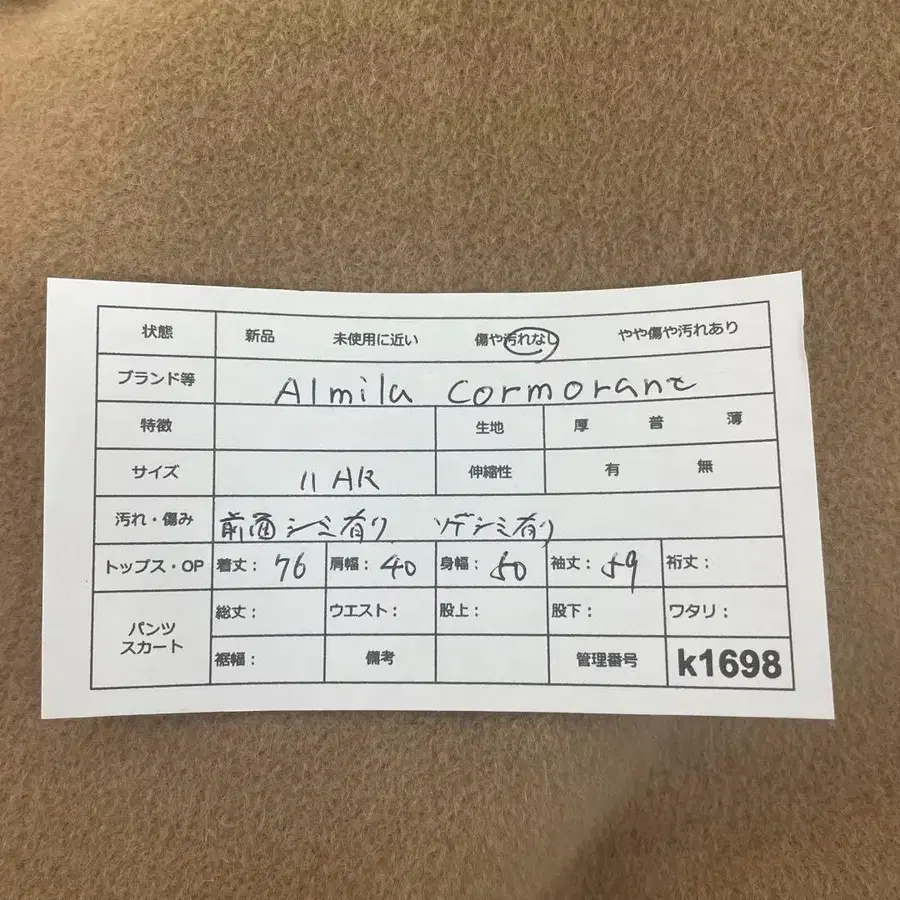 状態 新品 未使用に近い 傷や汚れなし やや傷や汚れあり
ブランド等 Almila Cormorant
特徴 生地 厚 普 薄
サイズ 11AR 伸縮性 有 無
汚れ・傷み 前面シミ有り ソデシミ有り
トップス・OP 着丈：76 肩幅：40 身幅：50 袖丈：59 裄丈：
パンツ スカート 総丈： ウエスト： 股上： 股下： ワタリ：
裾幅： 備考 管理番号 k1698